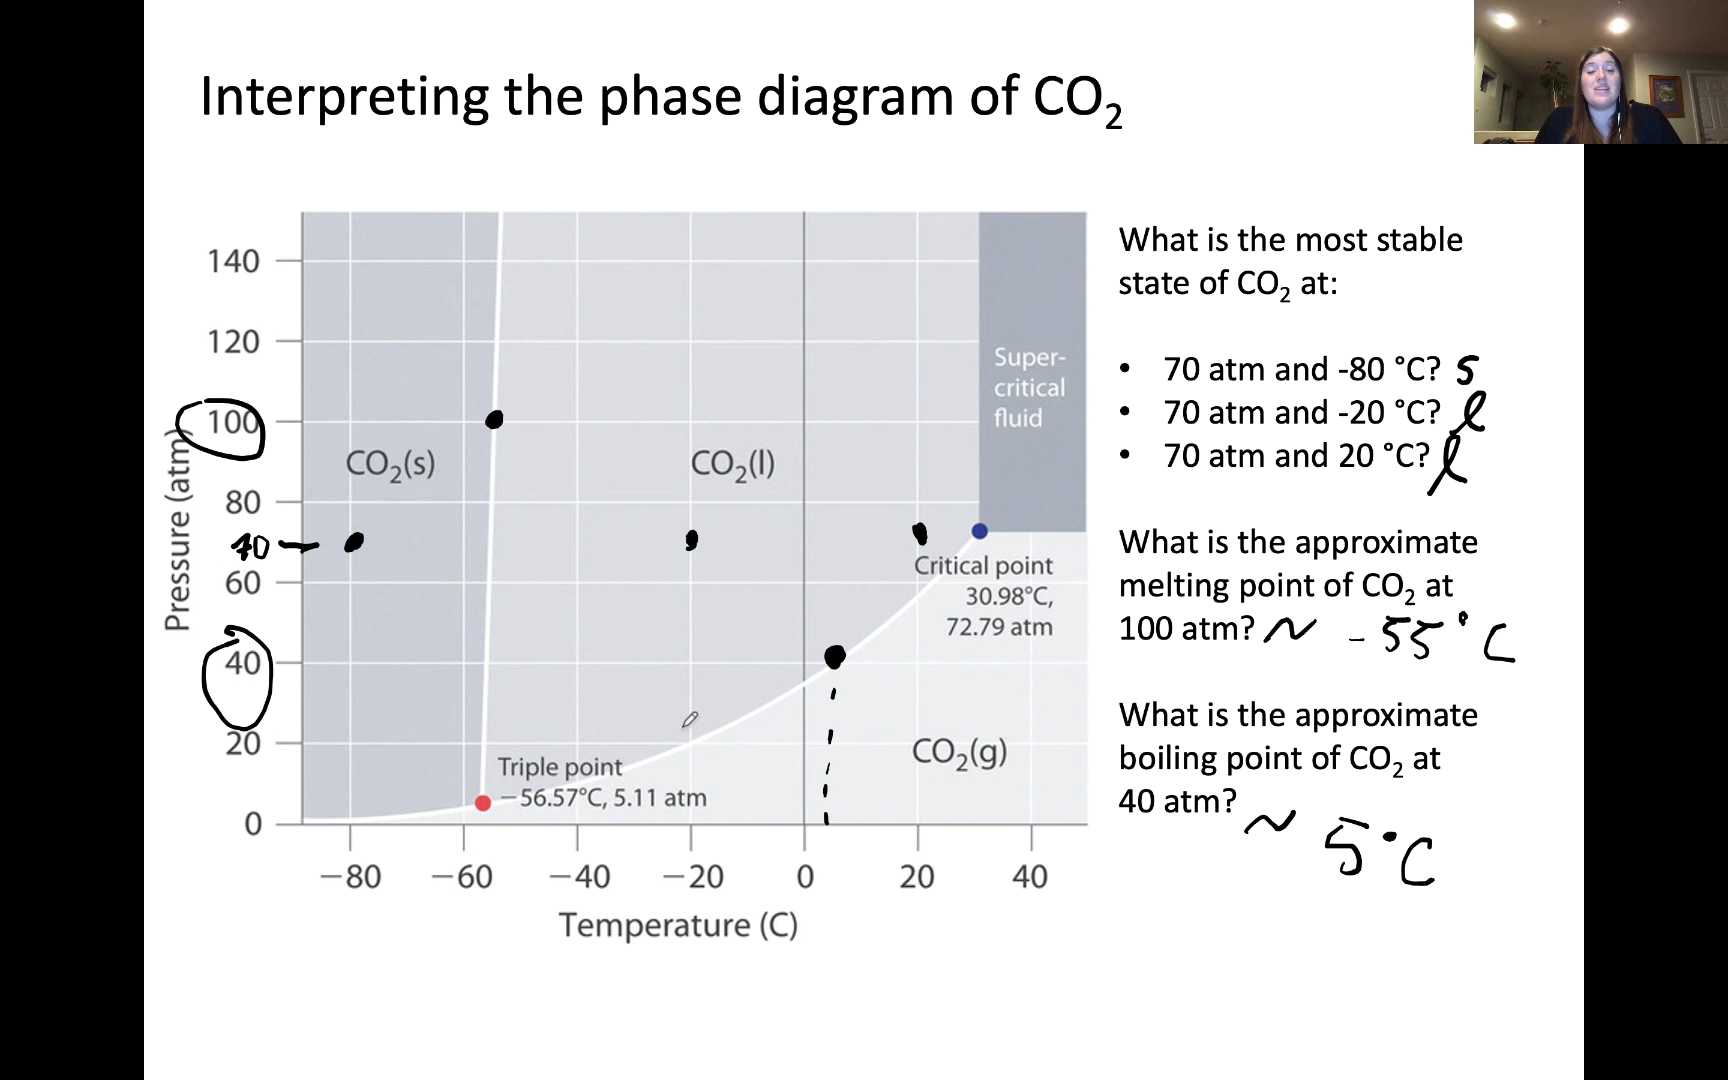 Interpreting the phase diagram of CO₂
140
120
100
80
70
60
40
20
0
Pressure (atm)
−80 −60 −40 −20 0 20 40
Temperature (C)
CO₂(s)
CO₂(l)
CO₂(g)
Super-
critical
fluid
Critical point
30.98°C,
72.79 atm
Triple point
−56.57°C, 5.11 atm
What is the most stable
state of CO₂ at:
• 70 atm and -80 °C? s
• 70 atm and -20 °C? l
• 70 atm and 20 °C? l
What is the approximate
melting point of CO₂ at
100 atm? ~ -55°C
What is the approximate
boiling point of CO₂ at
40 atm? ~ 5°C